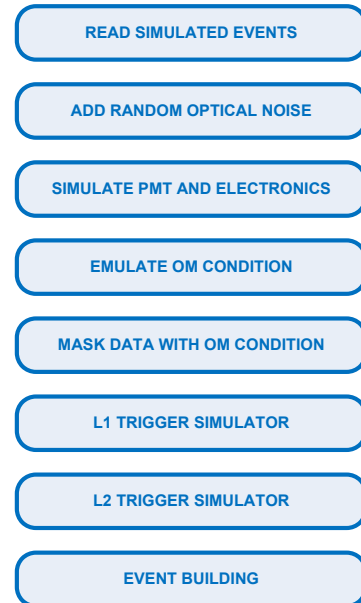 READ SIMULATED EVENTS
ADD RANDOM OPTICAL NOISE
SIMULATE PMT AND ELECTRONICS
EMULATE OM CONDITION
MASK DATA WITH OM CONDITION
L1 TRIGGER SIMULATOR
L2 TRIGGER SIMULATOR
EVENT BUILDING